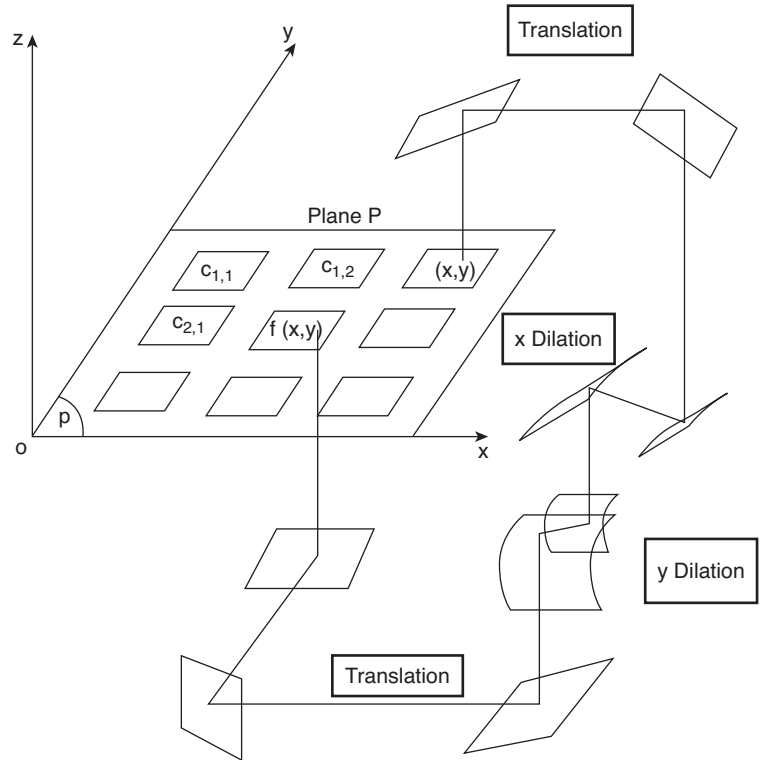 Translation
z
y
Plane P
c1,1
c1,2
(x,y)
c2,1
f (x,y)
x Dilation
p
o
x
y Dilation
Translation